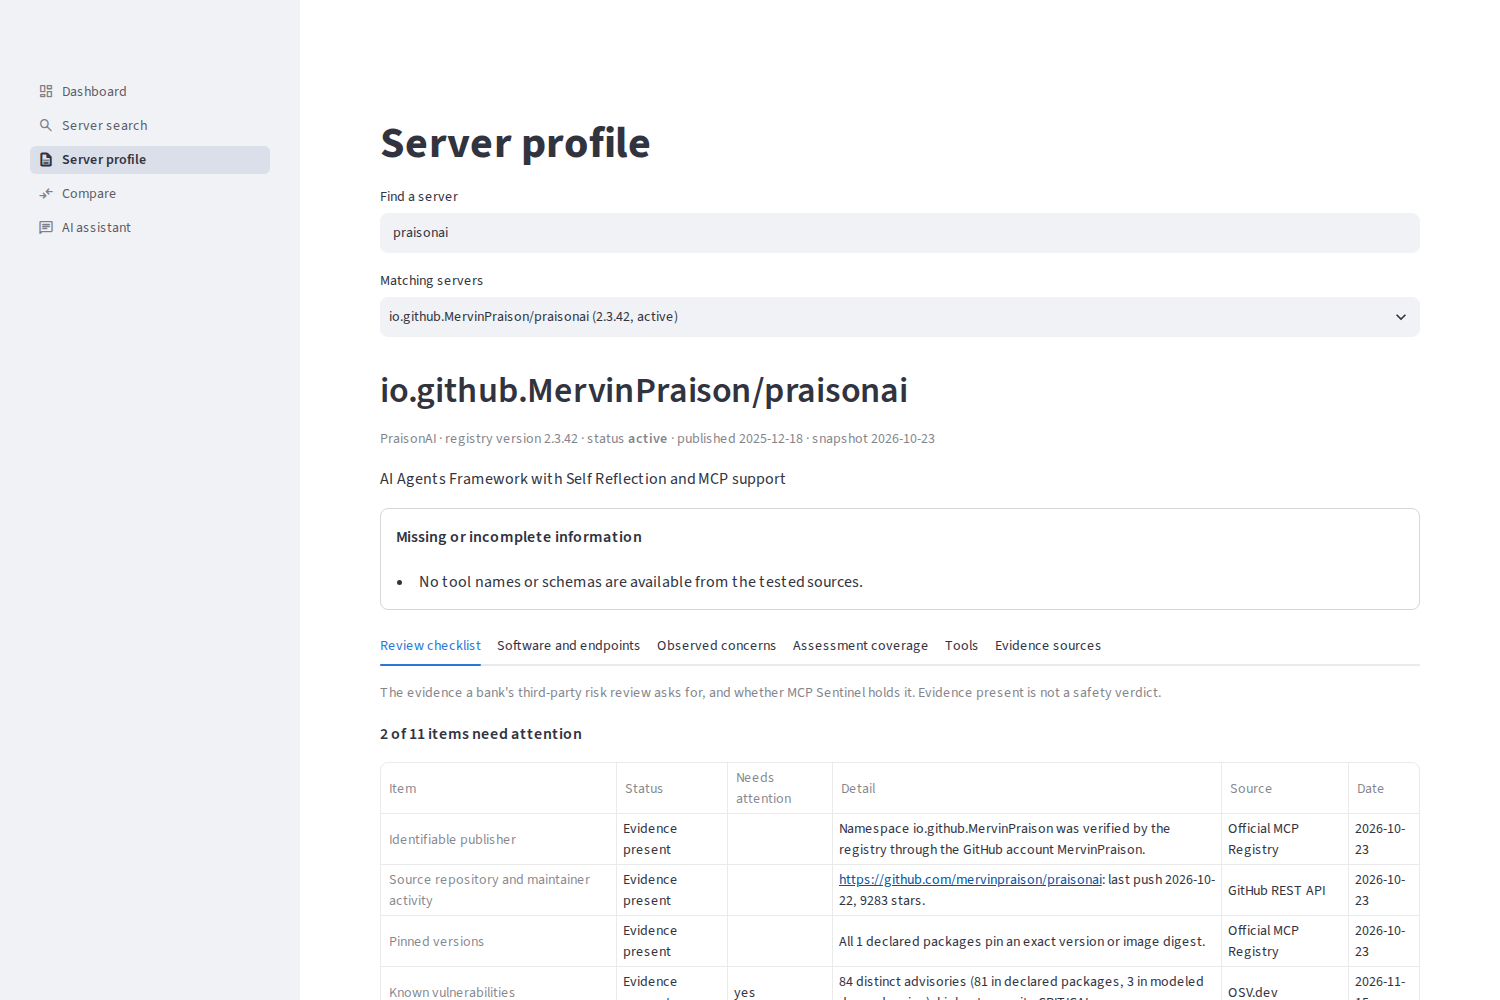 Dashboard
Server search
Server profile
Compare
AI assistant
Server profile
Find a server
praisonai
Matching servers
io.github.MervinPraison/praisonai (2.3.42, active)
io.github.MervinPraison/praisonai
PraisonAI · registry version 2.3.42 · status active · published 2025-12-18 · snapshot 2026-10-23
AI Agents Framework with Self Reflection and MCP support
Missing or incomplete information
• No tool names or schemas are available from the tested sources.
Review checklist Software and endpoints Observed concerns Assessment coverage Tools Evidence sources
The evidence a bank's third-party risk review asks for, and whether MCP Sentinel holds it. Evidence present is not a safety verdict.
2 of 11 items need attention
Item
Status
Needs
attention
Detail
Source
Date
Identifiable publisher
Evidence
present
Namespace io.github.MervinPraison was verified by the
registry through the GitHub account MervinPraison.
Official MCP
Registry
2026-10-
23
Source repository and maintainer
activity
Evidence
present
https://github.com/mervinpraison/praisonai: last push 2026-10-
22, 9283 stars.
GitHub REST API
2026-10-
23
Pinned versions
Evidence
present
All 1 declared packages pin an exact version or image digest.
Official MCP
Registry
2026-10-
23
Known vulnerabilities
Evidence
yes
84 distinct advisories (81 in declared packages, 3 in modeled
OSV.dev
2026-11-